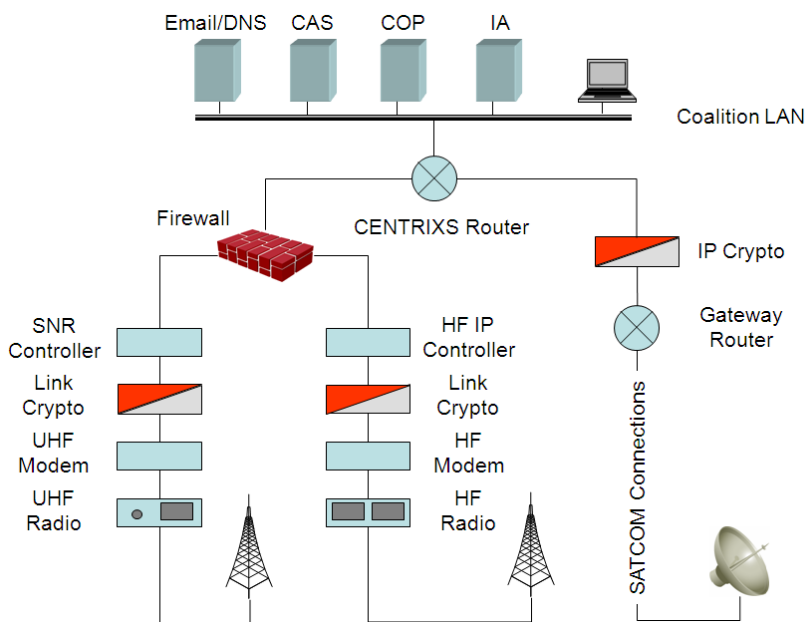 Email/DNS
CAS
COP
IA
Coalition LAN
CENTRIXS Router
Firewall
IP Crypto
SNR
Controller
HF IP
Controller
Gateway
Router
Link
Crypto
Link
Crypto
UHF
Modem
HF
Modem
UHF
Radio
HF
Radio
SATCOM Connections